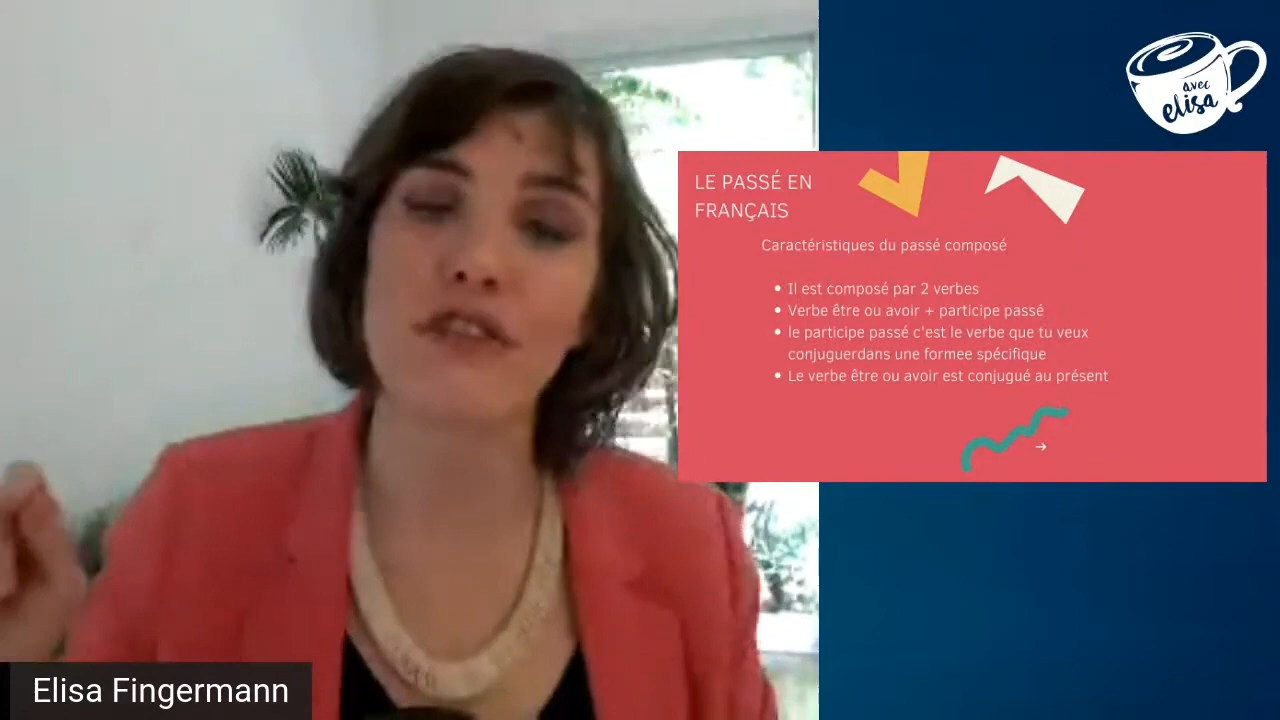 avec
elisa
LE PASSÉ EN
FRANÇAIS
Caractéristiques du passé composé
• Il est composé par 2 verbes
• Verbe être ou avoir + participe passé
• le participe passé c'est le verbe que tu veux
conjuguerdans une formee spécifique
• Le verbe être ou avoir est conjugué au présent
→
Elisa Fingermann